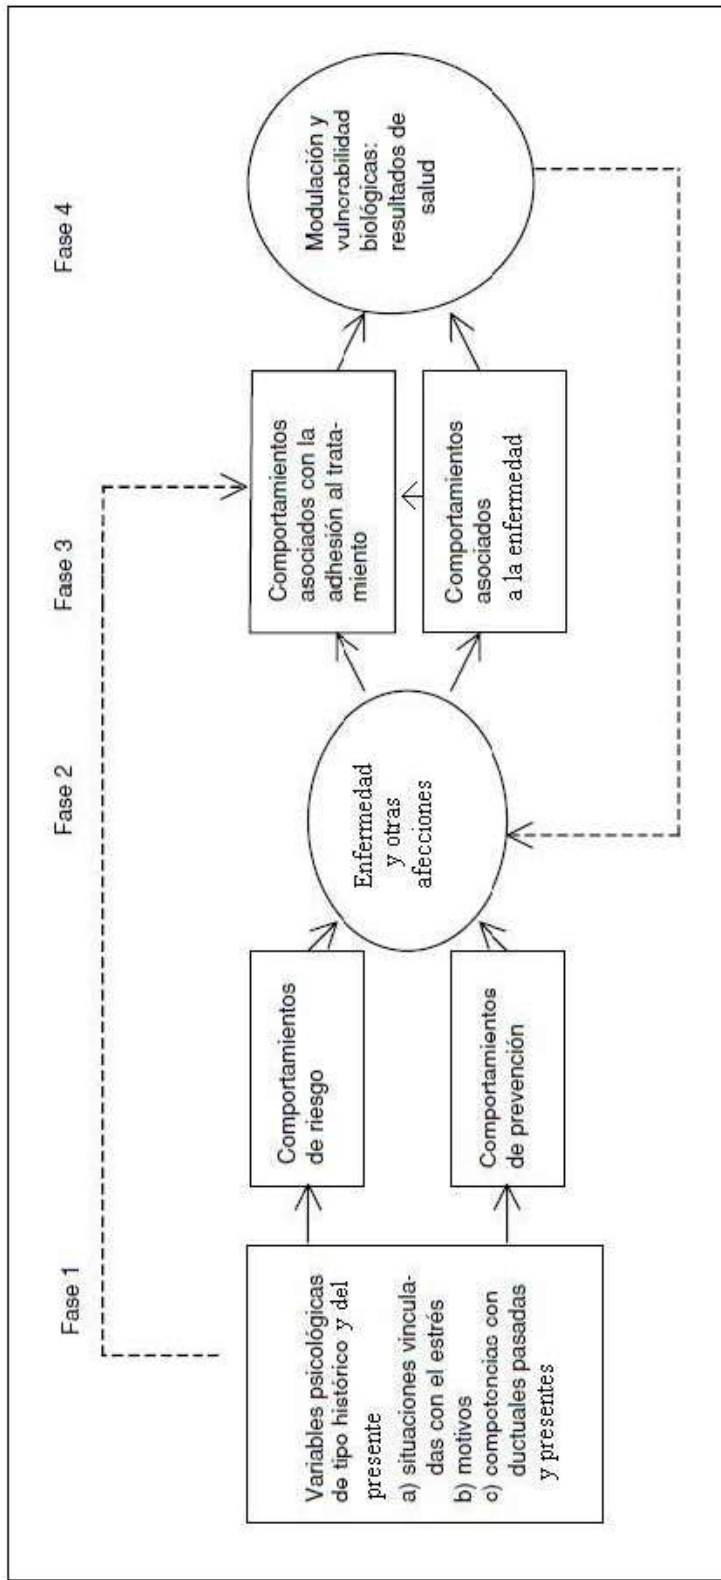 Fase 1
Fase 2
Fase 3
Fase 4
Variables psicológicas
de tipo histórico y del
presente
a) situaciones vincula-
das con el estrés
b) motivos
c) compotoncias con
ductuales pasadas
y presentes
Comportamientos
de riesgo
Comportamientos
de prevención
Enfermedad
y otras
afecciones
Comportamientos
asociados con la
adhesión al trata-
miento
Comportamientos
asociados
a la enfermedad
Modulación y
vulnorabilidad
biológicas:
resultados de
salud